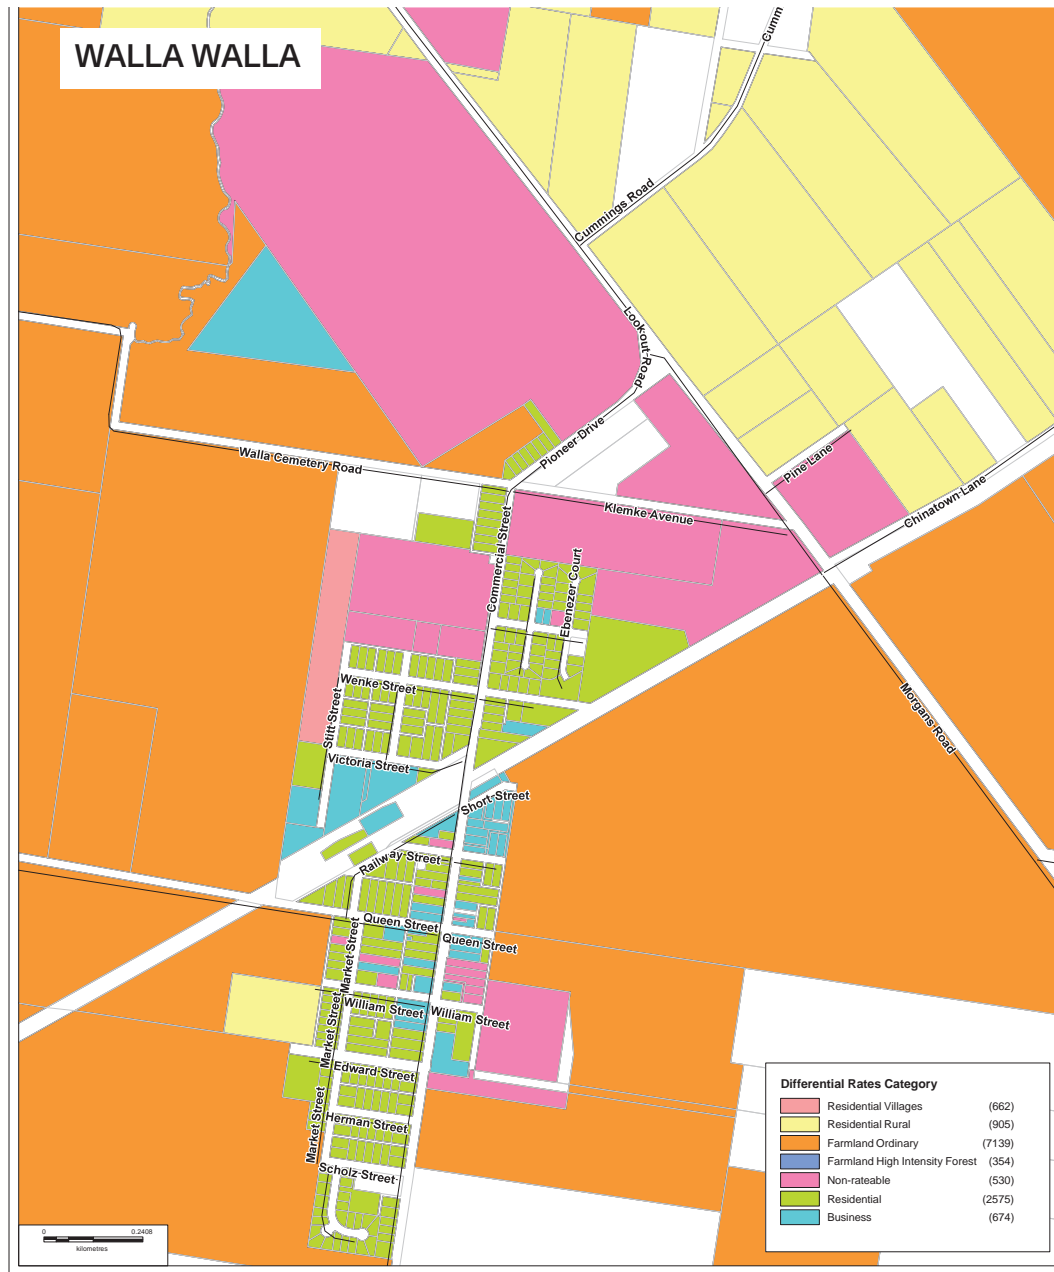 WALLA WALLA
Cumm
Cummings Road
Lookout Road
Pioneer Drive
Walla Cemetery Road
Pine Lane
Chinatown Lane
Klemke Avenue
Commercial Street
Ebenezer Court
Wenke Street
Stitt Street
Morgans Road
Victoria Street
Short Street
Railway Street
Queen Street
Queen Street
Market Street
William Street
William Street
Market Street
Edward Street
Market Street
Herman Street
Scholz Street
Differential Rates Category
Residential Villages (662)
Residential Rural (905)
Farmland Ordinary (7139)
Farmland High Intensity Forest (354)
Non-rateable (530)
Residential (2575)
Business (674)
0 0.2408
kilometres